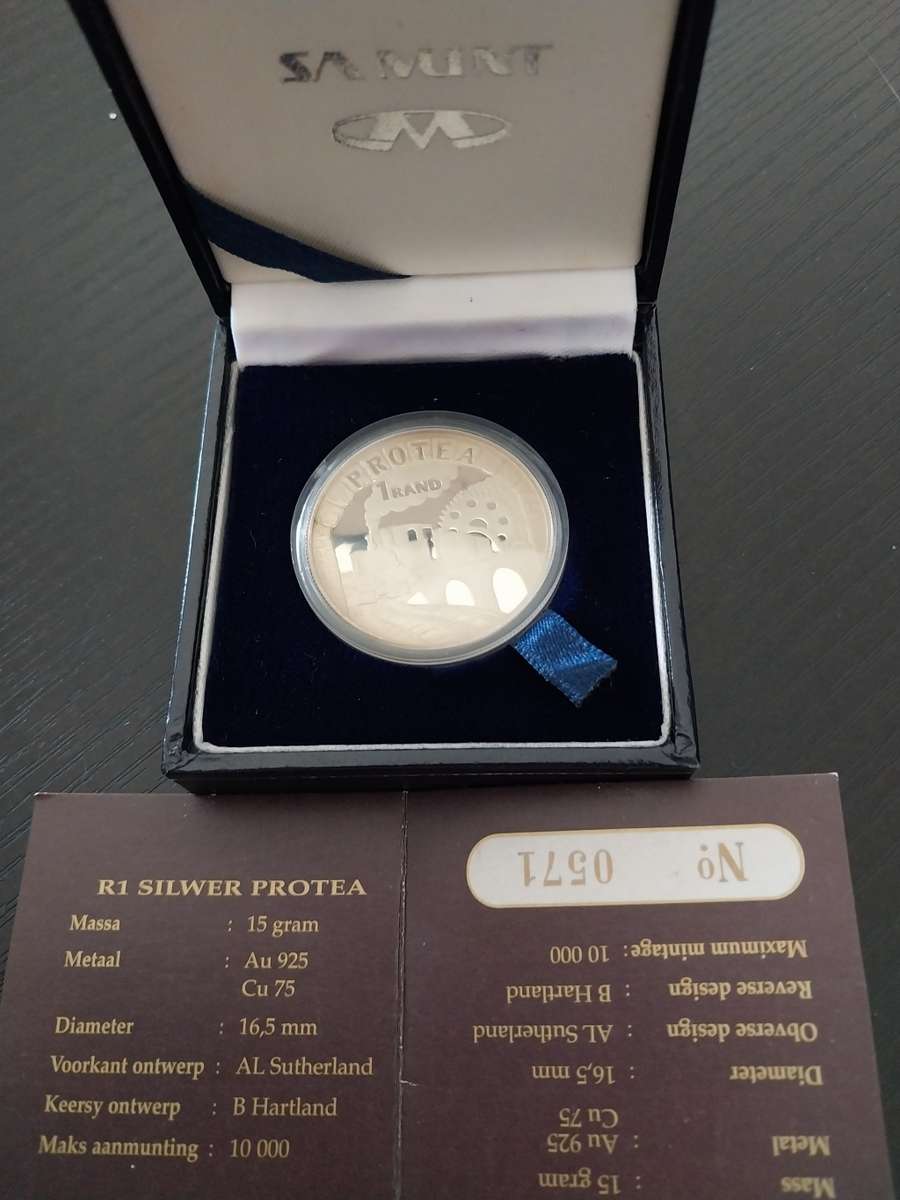 SA MINT
PROTEA
1 RAND
R1 SILWER PROTEA
Massa : 15 gram
Metaal : Au 925
Cu 75
Diameter : 16,5 mm
Voorkant ontwerp : AL Sutherland
Keersy ontwerp : B Hartland
Maks aanmunting : 10 000
Mass : 15 gram
Metal : Au 925
Cu 75
Diameter : 16,5 mm
Obverse design : AL Sutherland
Reverse design : B Hartland
Maximum mintage : 10 000
No 0571